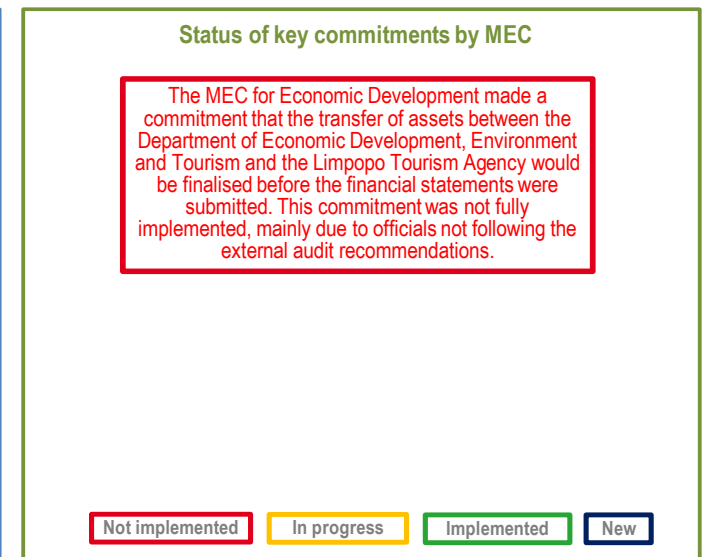 Status of key commitments by MEC
The MEC for Economic Development made a
commitment that the transfer of assets between the
Department of Economic Development, Environment
and Tourism and the Limpopo Tourism Agency would
be finalised before the financial statements were
submitted. This commitment was not fully
implemented, mainly due to officials not following the
external audit recommendations.
Not implemented In progress Implemented New